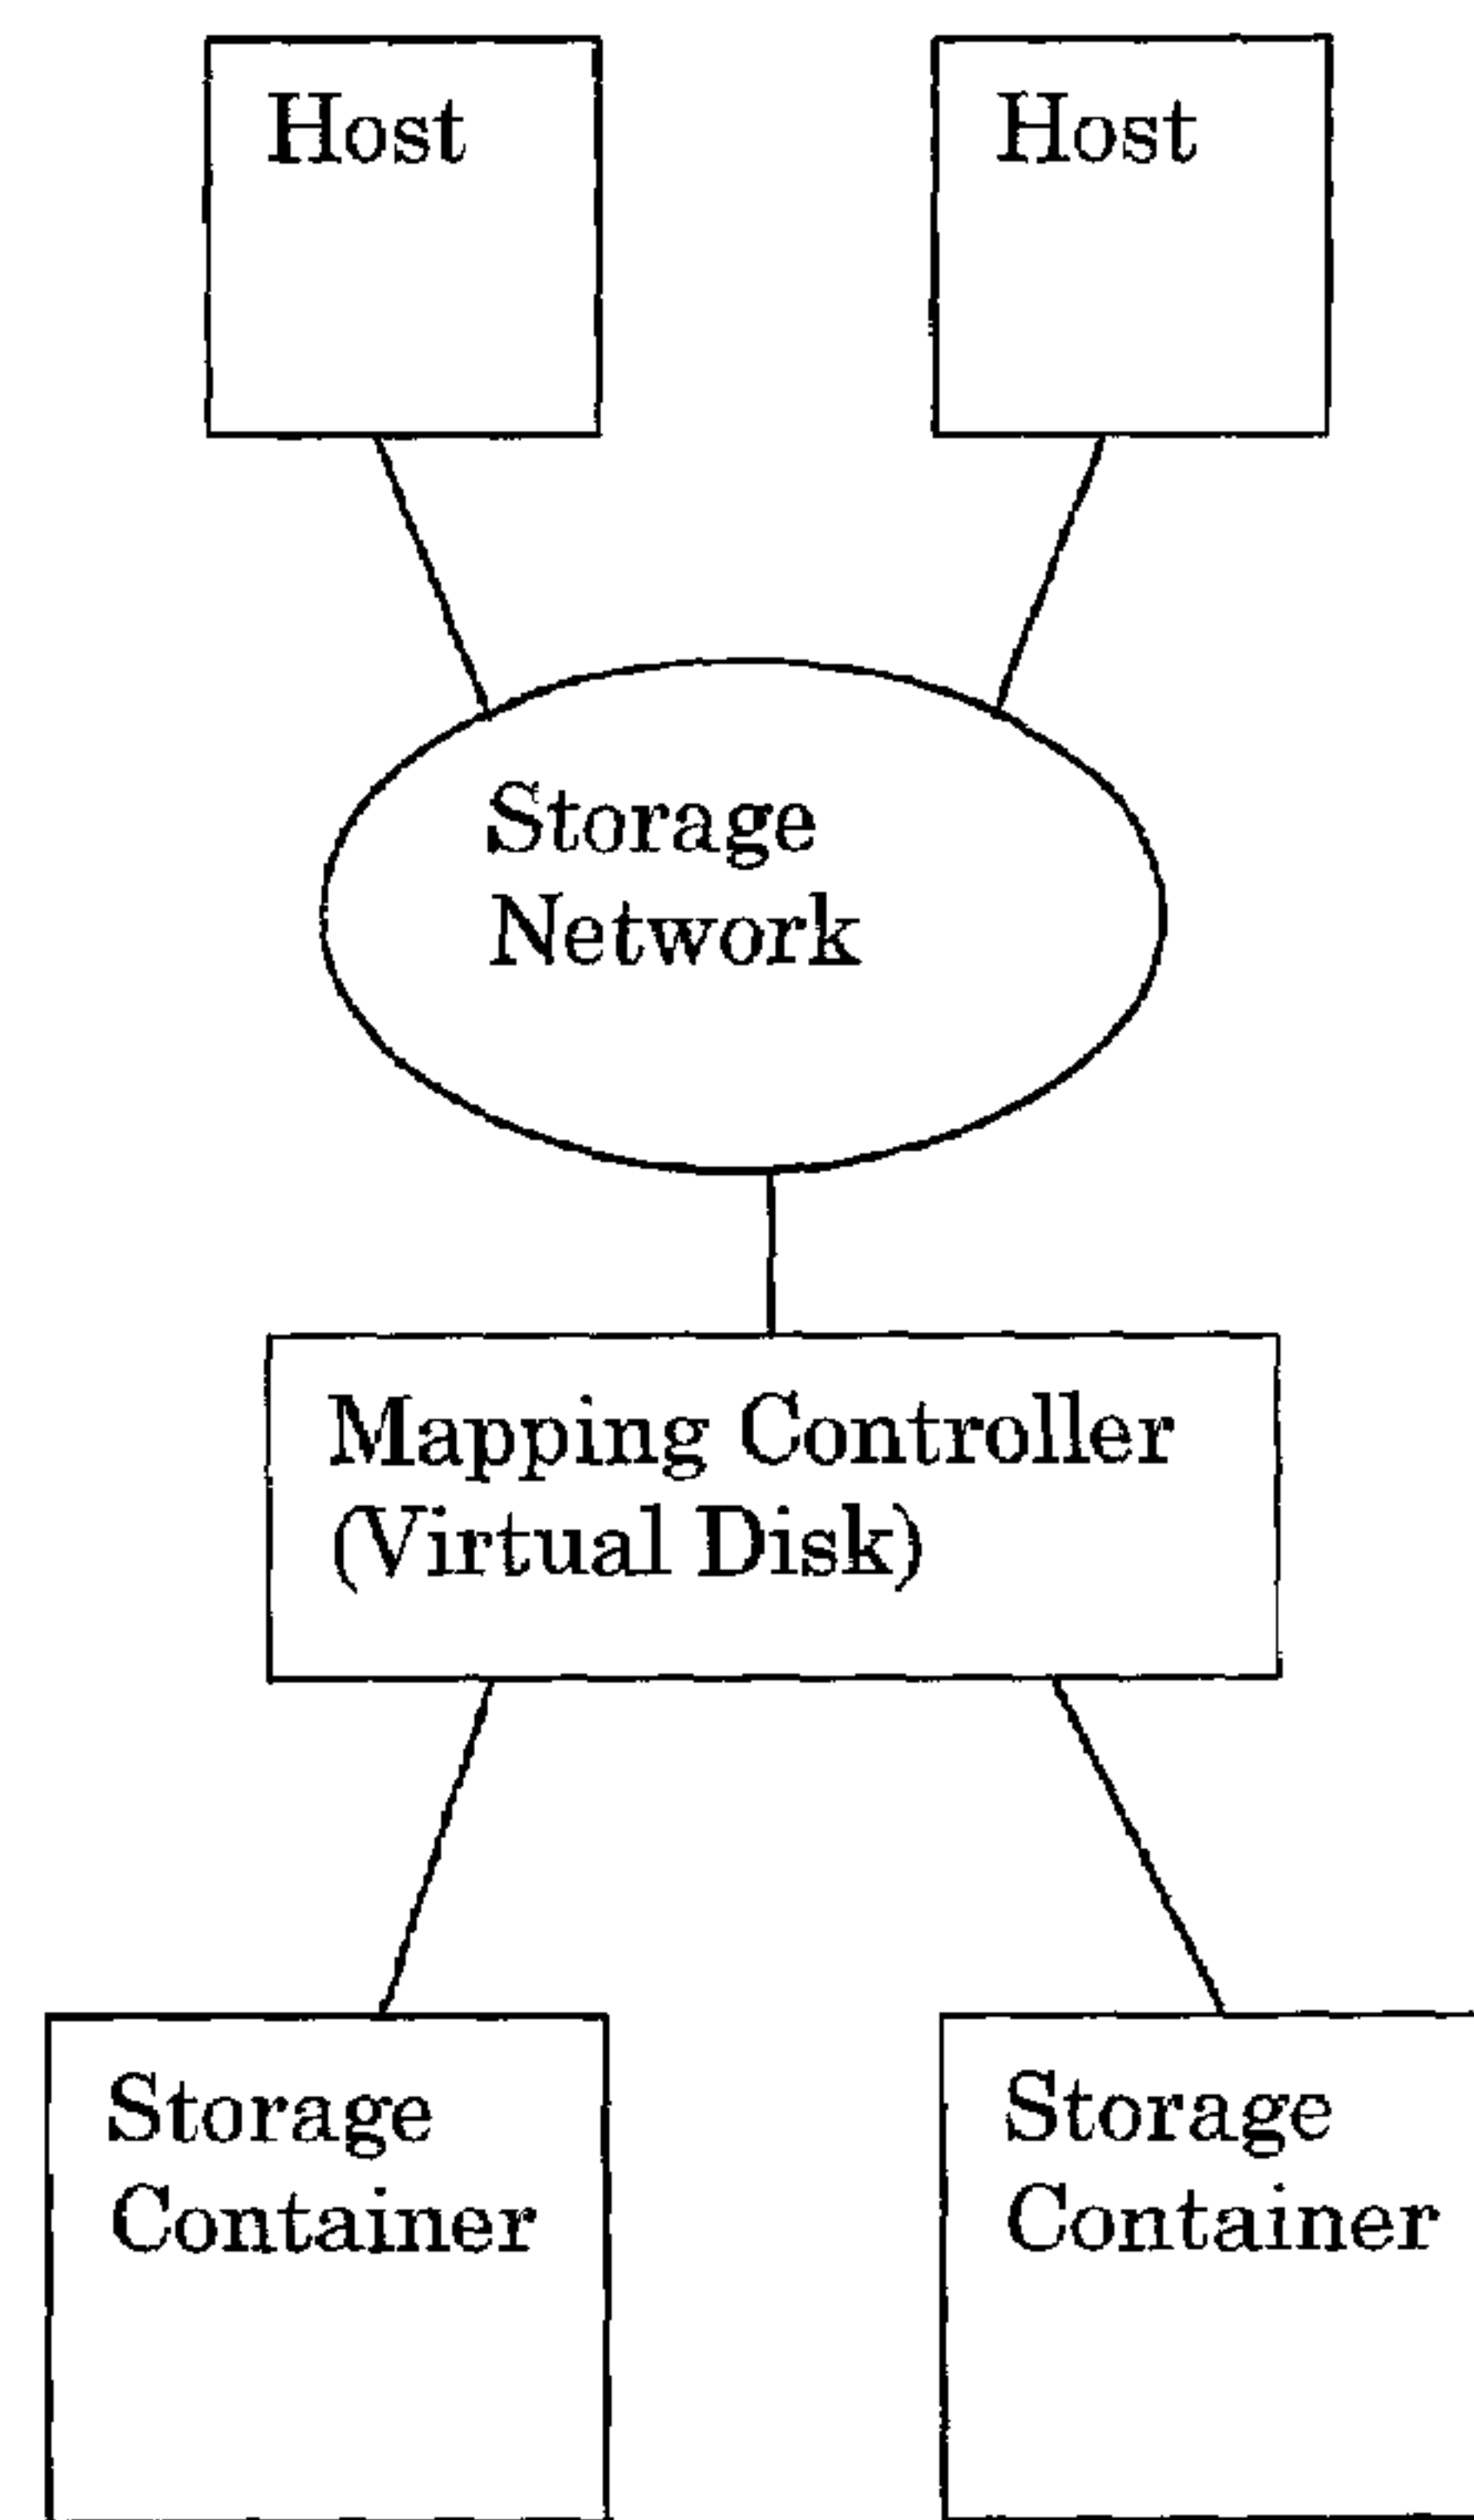 Host
Host
Storage
Network
Mapping Controller
(Virtual Disk)
Storage
Container
Storage
Container